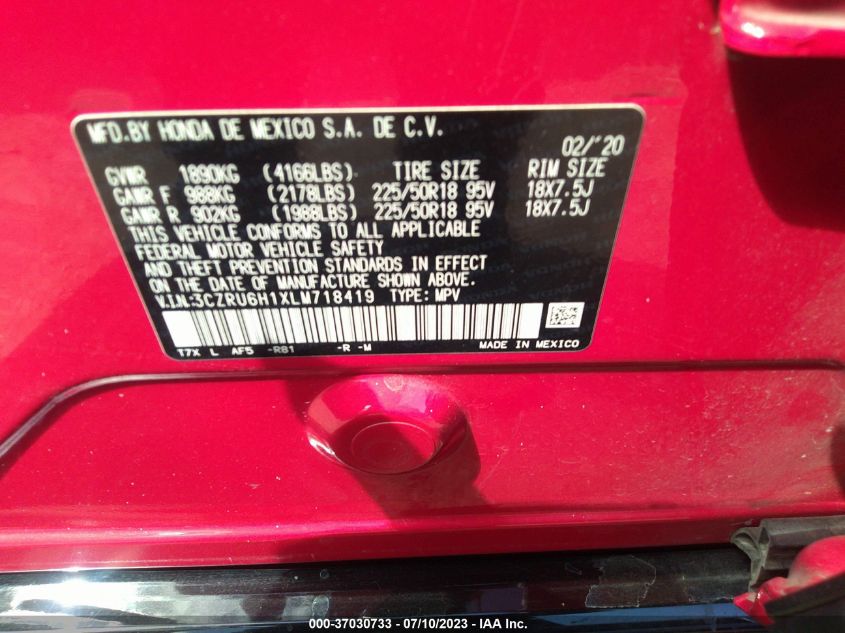 MFD.BY HONDA DE MEXICO S.A. DE C.V.
02/'20
GVWR 1890KG (4166LBS) TIRE SIZE RIM SIZE
GAWR F 988KG (2178LBS) 225/50R18 95V 18X7.5J
GAWR R 902KG (1988LBS) 225/50R18 95V 18X7.5J
THIS VEHICLE CONFORMS TO ALL APPLICABLE
FEDERAL MOTOR VEHICLE SAFETY
AND THEFT PREVENTION STANDARDS IN EFFECT
ON THE DATE OF MANUFACTURE SHOWN ABOVE.
V.I.N.:3CZRU6H1XLM718419 TYPE: MPV
T7X L AF5 -R81 -R -M MADE IN MEXICO
000-37030733 - 07/10/2023 - IAA Inc.